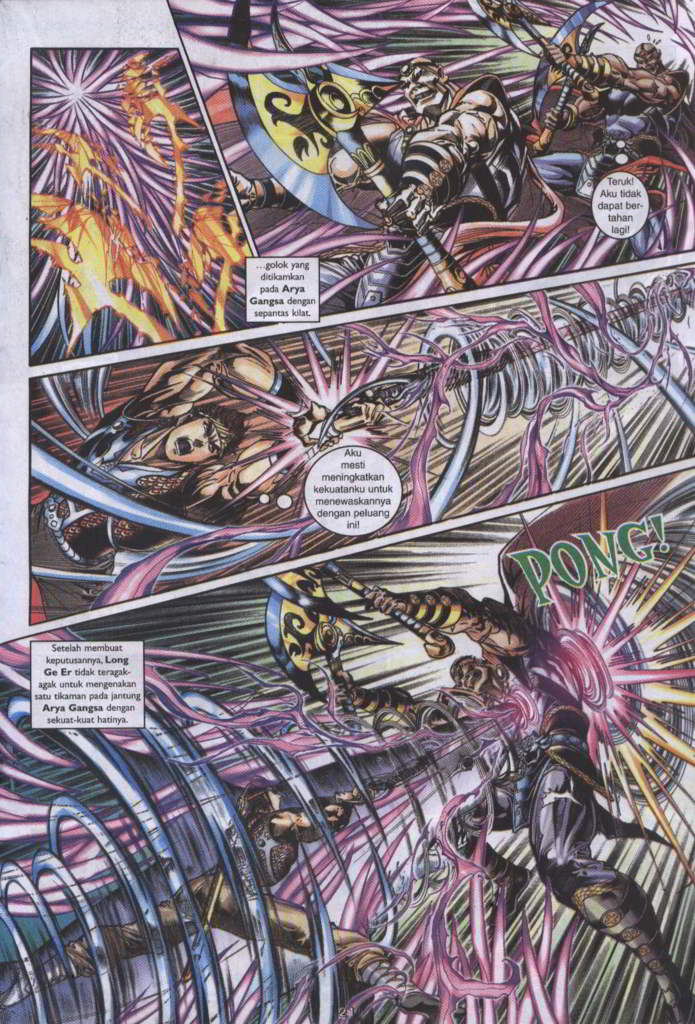 Teruk!
Aku tidak
dapat ber-
tahan
lagi!
…golok yang
ditikamkan
pada Arya
Gangsa dengan
sepantas kilat.
Aku
mesti
meningkatkan
kekuatanku untuk
menewaskannya
dengan peluang
ini!
PONG!
Setelah membuat
keputusannya, Long
Ge Er tidak teragak-
agak untuk mengenakan
satu tikaman pada jantung
Arya Gangsa dengan
sekuat-kuat hatinya.